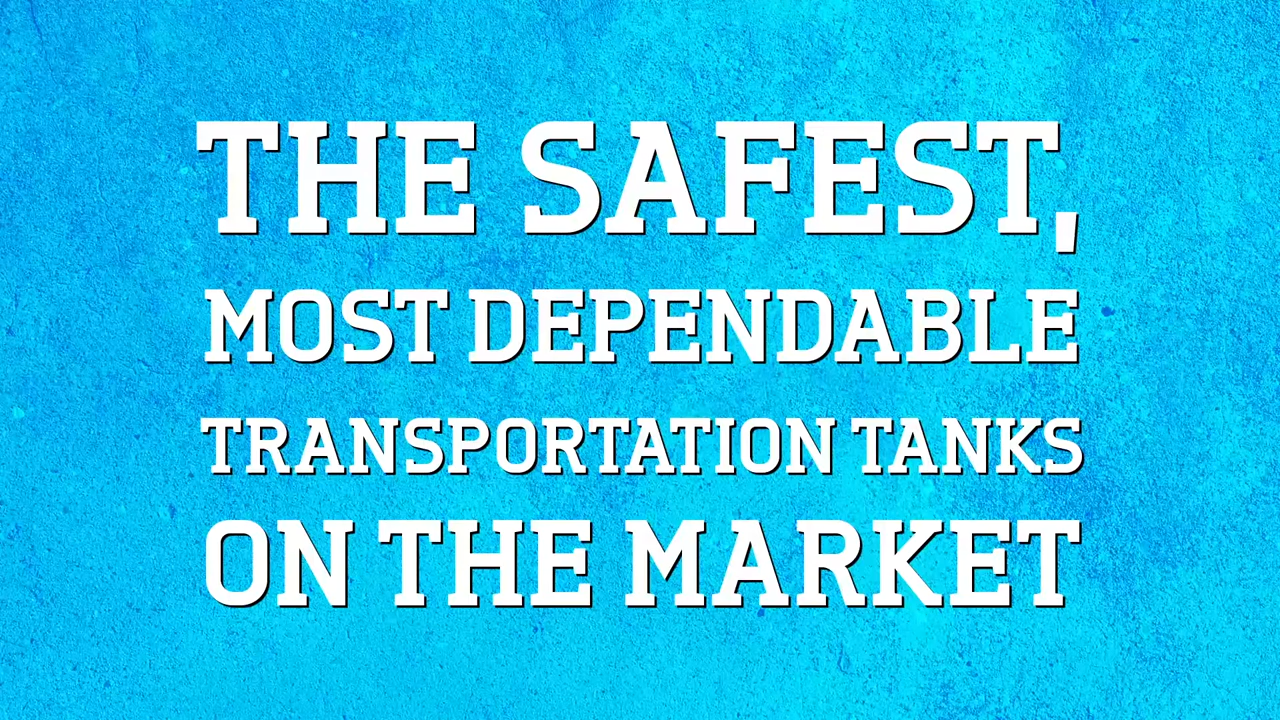 THE SAFEST,
MOST DEPENDABLE
TRANSPORTATION TANKS
ON THE MARKET